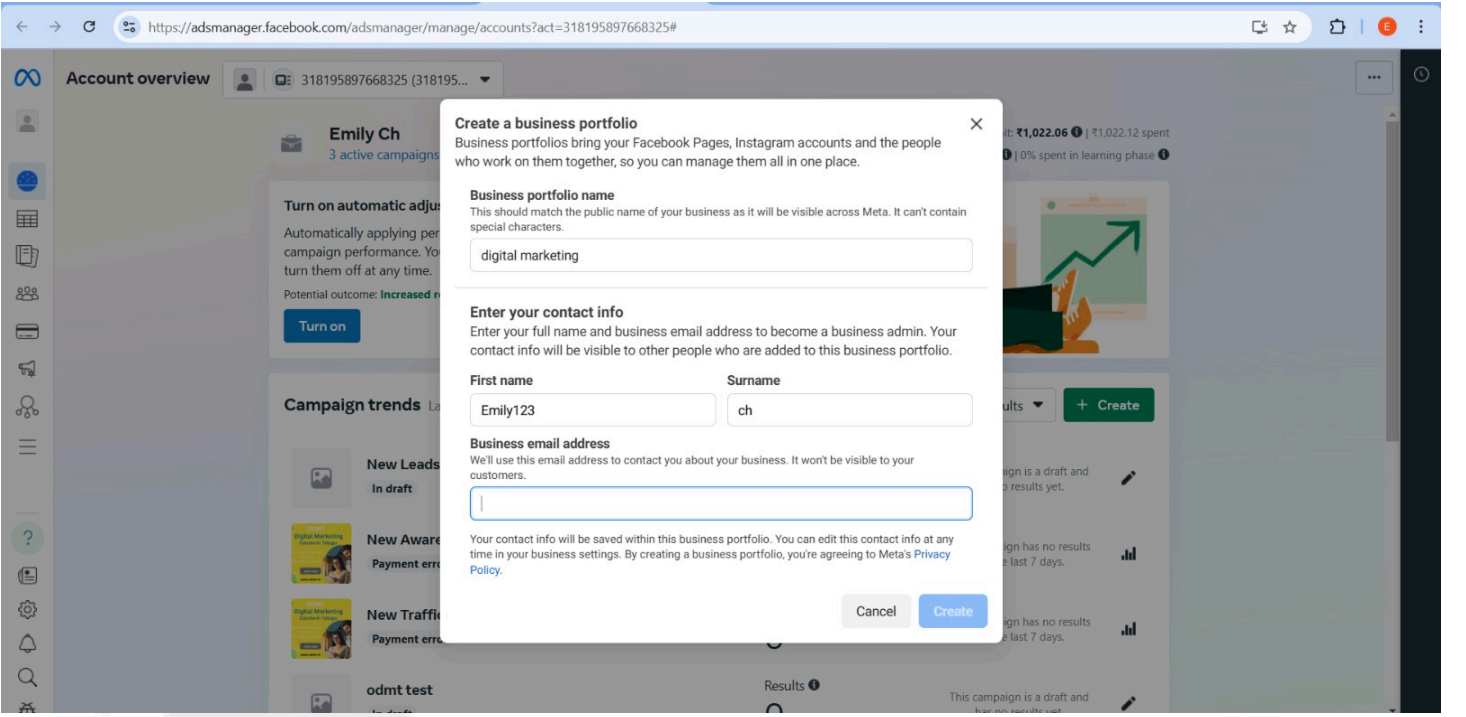 https://adsmanager.facebook.com/adsmanager/manage/accounts?act=318195897668325#
E
Account overview
318195897668325 (318195...
Emily Ch
3 active campaigns
₹1,022.06 | ₹1,022.12 spent
| 0% spent in learning phase
Turn on automatic
Automatically applying
campaign performance.
turn them off at any time.
Potential outcome: Increased
Turn on
Create a business portfolio
Business portfolios bring your Facebook Pages, Instagram accounts and the people
who work on them together, so you can manage them all in one place.
Business portfolio name
This should match the public name of your business as it will be visible across Meta. It can't contain
special characters.
digital marketing
Enter your contact info
Enter your full name and business email address to become a business admin. Your
contact info will be visible to other people who are added to this business portfolio.
First name
Surname
Emily123
ch
Business email address
We'll use this email address to contact you about your business. It won't be visible to your
customers.
Your contact info will be saved within this business portfolio. You can edit this contact info at any
time in your business settings. By creating a business portfolio, you're agreeing to Meta's Privacy
Policy.
Cancel
Create
Campaign trends
+ Create
New Leads
In draft
is a draft and
results yet.
New
Payment
has no results
last 7 days.
New
Payment
has no results
last 7 days.
odmt test
In draft
Results
This campaign is a draft and
has no results yet.